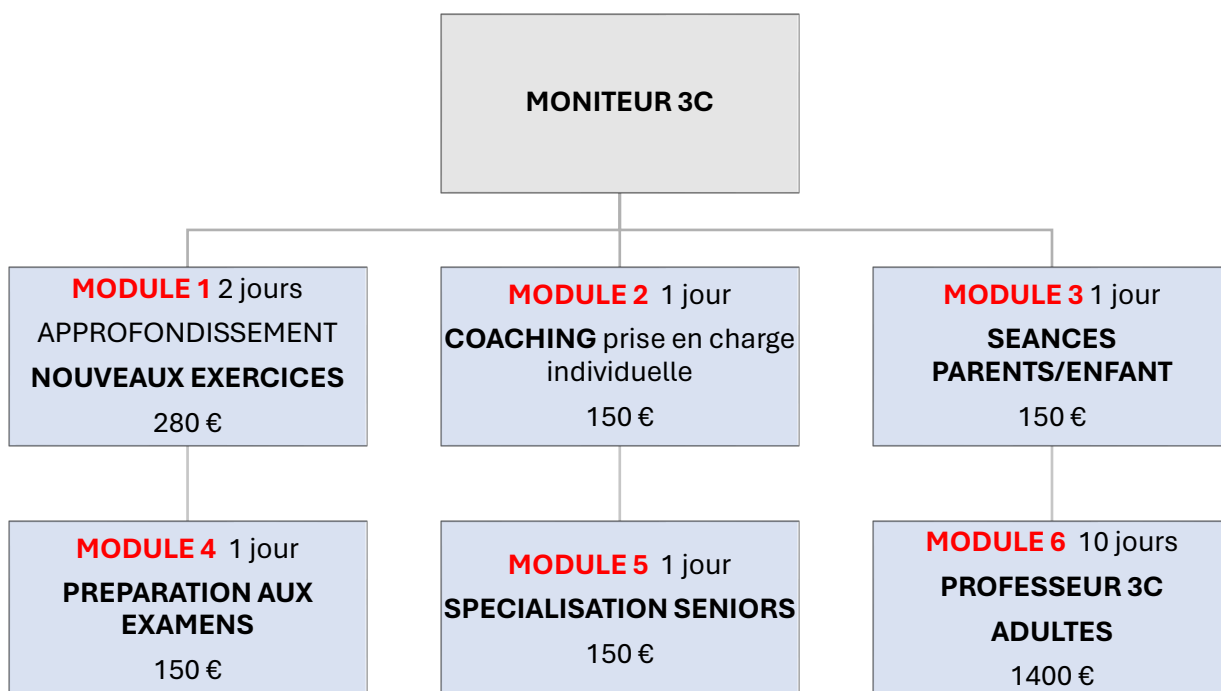 MONITEUR 3C
MODULE 1 2 jours
APPROFONDISSEMENT
NOUVEAUX EXERCICES
280 €
MODULE 2 1 jour
COACHING prise en charge
individuelle
150 €
MODULE 3 1 jour
SEANCES
PARENTS/ENFANT
150 €
MODULE 4 1 jour
PREPARATION AUX
EXAMENS
150 €
MODULE 5 1 jour
SPECIALISATION SENIORS
150 €
MODULE 6 10 jours
PROFESSEUR 3C
ADULTES
1400 €